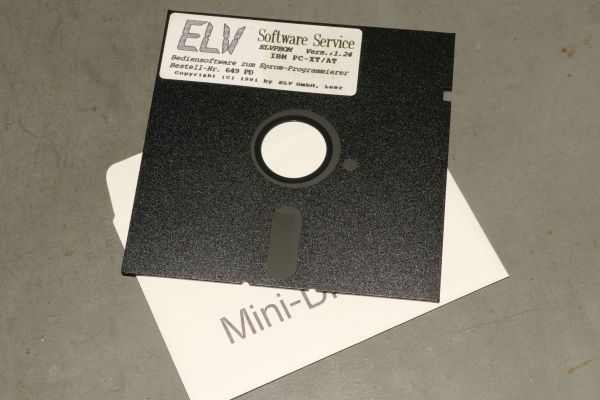 ELV Software Service
ELVPROM Vers.:1.24
IBM PC-XT/AT
Bediensoftware zum Eprom-Programmierer
Bestell-Nr. 649 PD
Copyright (C) 1991 by ELV GmbH, Leer
Mini-Di